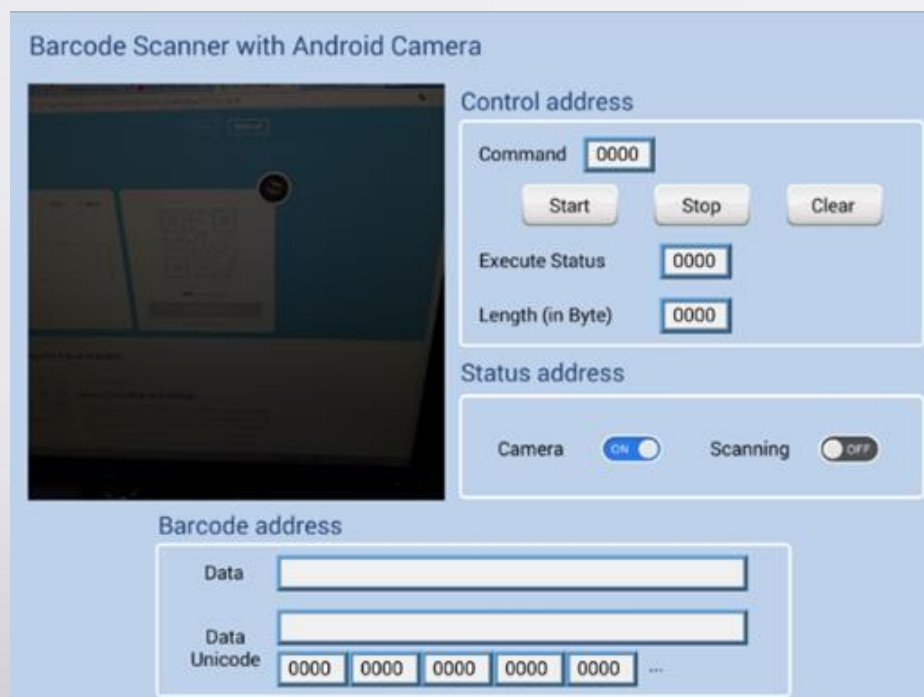 Barcode Scanner with Android Camera
Control address
Command 0000
Start Stop Clear
Execute Status 0000
Length (in Byte) 0000
Status address
Camera ON Scanning OFF
Barcode address
Data
Data
Unicode
0000 0000 0000 0000 0000 ...